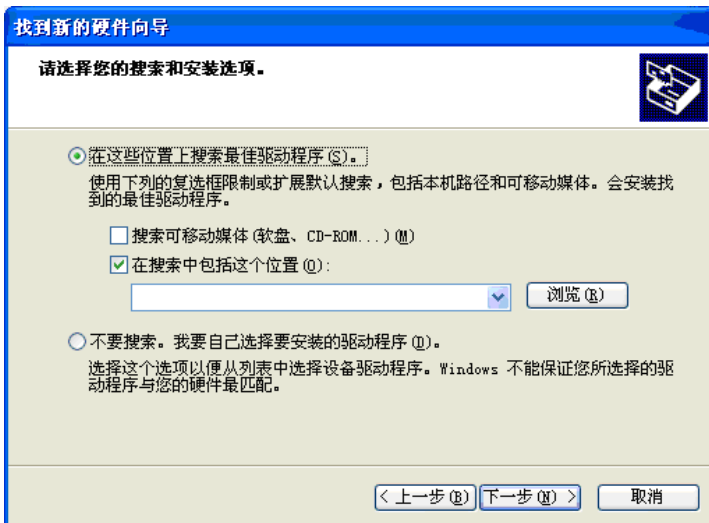 找到新的硬件向导
请选择您的搜索和安装选项。
在这些位置上搜索最佳驱动程序(S)。
使用下列的复选框限制或扩展默认搜索，包括本机路径和可移动媒体。会安装找
到的最佳驱动程序。
搜索可移动媒体(软盘、CD-ROM...)(M)
在搜索中包括这个位置(O):
浏览(R)
不要搜索。我要自己选择要安装的驱动程序(D)。
选择这个选项以便从列表中选择设备驱动程序。Windows 不能保证您所选择的驱
动程序与您的硬件最匹配。
< 上一步(B) 下一步(N) > 取消